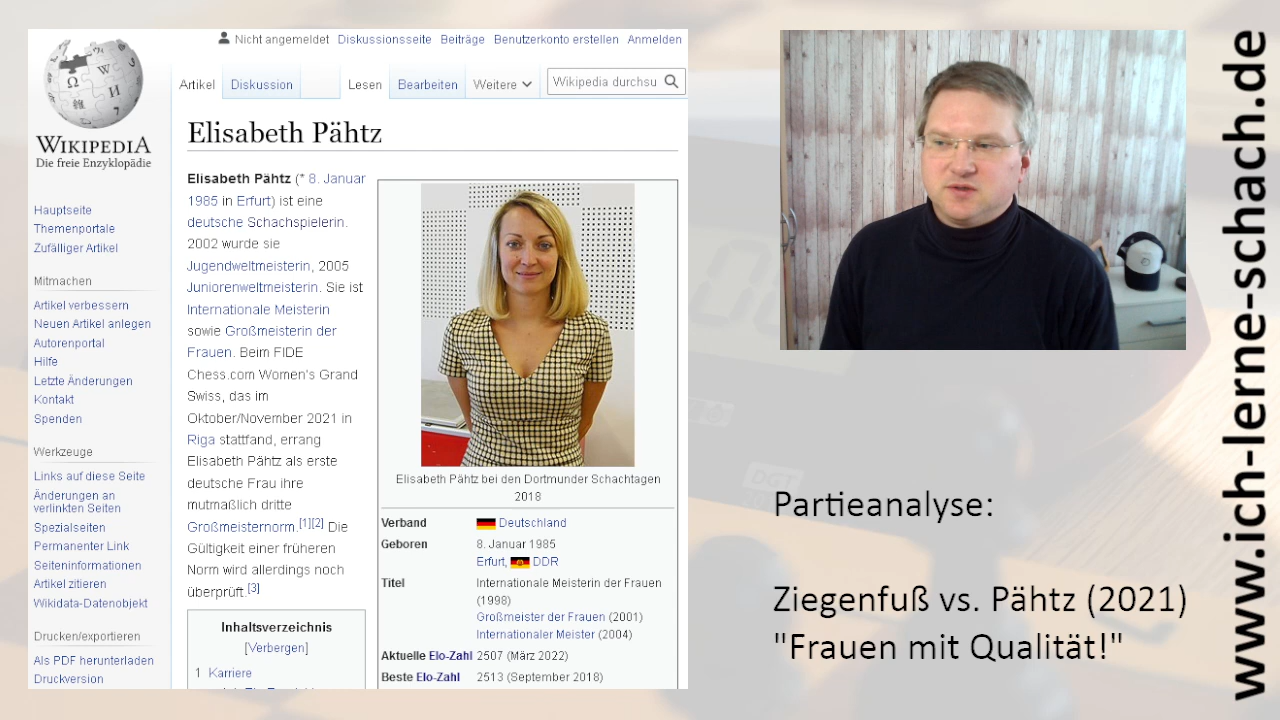 Nicht angemeldet Diskussionsseite Beiträge Benutzerkonto erstellen Anmelden
Artikel Diskussion Lesen Bearbeiten Weitere Wikipedia durchsu
WIKIPEDIA
Die freie Enzyklopädie
Hauptseite
Themenportale
Zufälliger Artikel
Mitmachen
Artikel verbessern
Neuen Artikel anlegen
Autorenportal
Hilfe
Letzte Änderungen
Kontakt
Spenden
Werkzeuge
Links auf diese Seite
Änderungen an
verlinkten Seiten
Spezialseiten
Permanenter Link
Seiteninformationen
Artikel zitieren
Wikidata-Datenobjekt
Drucken/exportieren
Als PDF herunterladen
Druckversion
Elisabeth Pähtz
Elisabeth Pähtz (* 8. Januar
1985 in Erfurt) ist eine
deutsche Schachspielerin.
2002 wurde sie
Jugendweltmeisterin, 2005
Juniorenweltmeisterin. Sie ist
Internationale Meisterin
sowie Großmeisterin der
Frauen. Beim FIDE
Chess.com Women's Grand
Swiss, das im
Oktober/November 2021 in
Riga stattfand, errang
Elisabeth Pähtz als erste
deutsche Frau ihre
mutmaßlich dritte
Großmeisternorm.[1][2] Die
Gültigkeit einer früheren
Norm wird allerdings noch
überprüft.[3]
Inhaltsverzeichnis
[Verbergen]
1 Karriere
Elisabeth Pähtz bei den Dortmunder Schachtagen
2018
Verband Deutschland
Geboren 8. Januar 1985
Erfurt, DDR
Titel Internationale Meisterin der Frauen
(1998)
Großmeister der Frauen (2001)
Internationaler Meister (2004)
Aktuelle Elo-Zahl 2507 (März 2022)
Beste Elo-Zahl 2513 (September 2018)
DGT
Partieanalyse:
Ziegenfuß vs. Pähtz (2021)
"Frauen mit Qualität!"
www.ich-lerne-schach.de